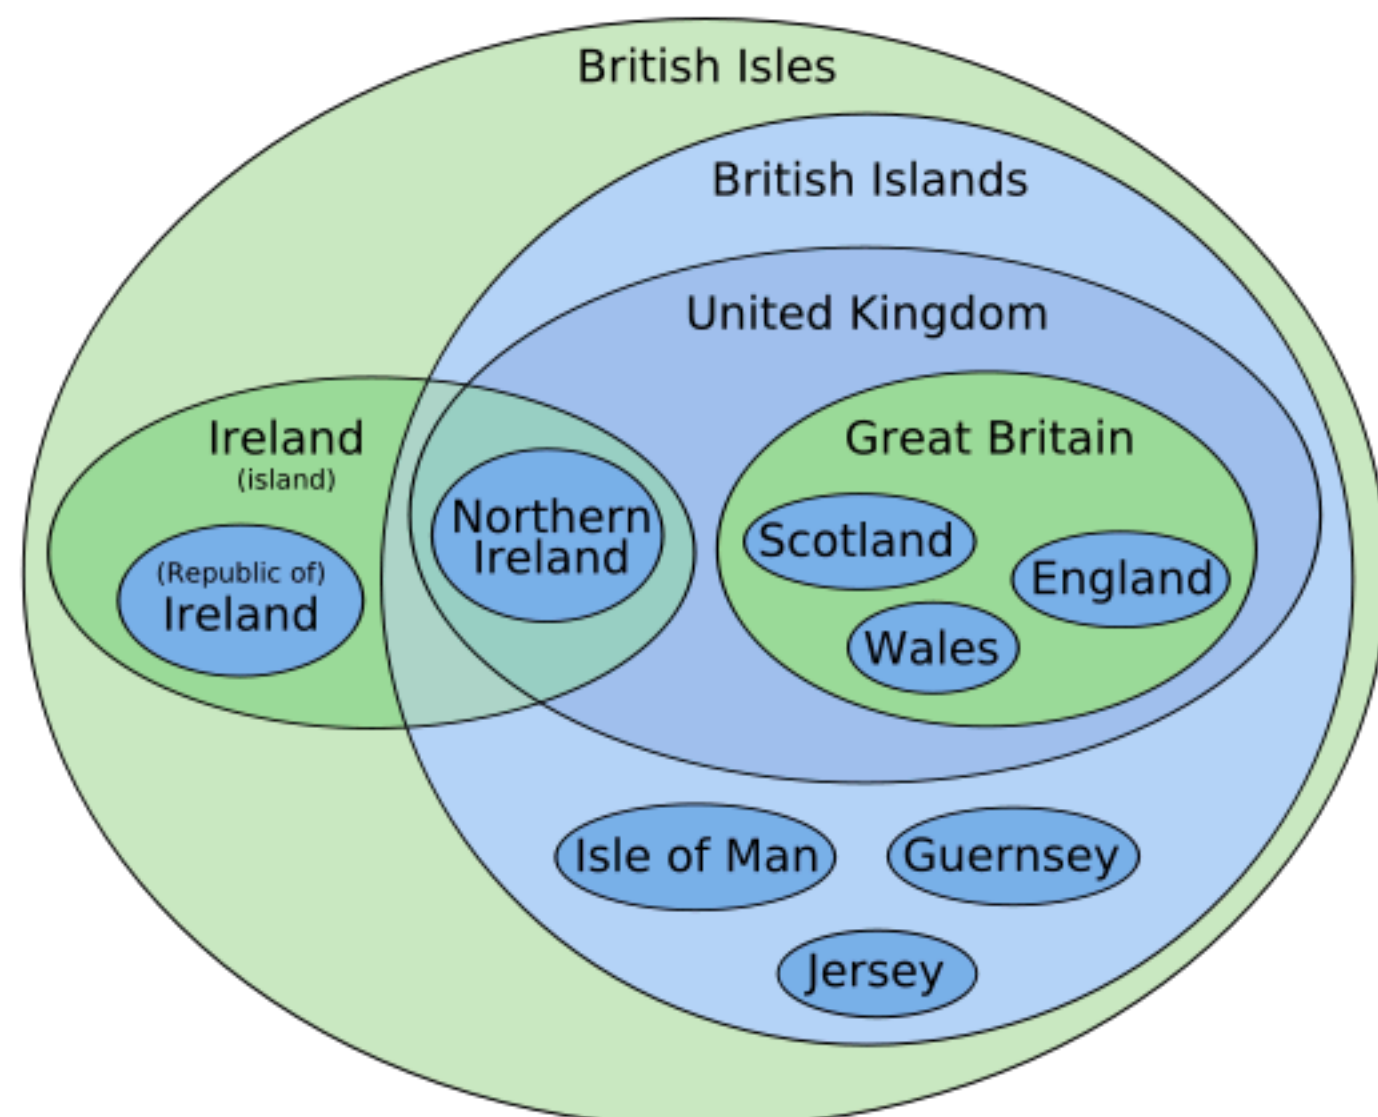 British Isles
British Islands
United Kingdom
Ireland
(island)
Great Britain
Northern
Ireland
Scotland
(Republic of)
Ireland
England
Wales
Isle of Man
Guernsey
Jersey